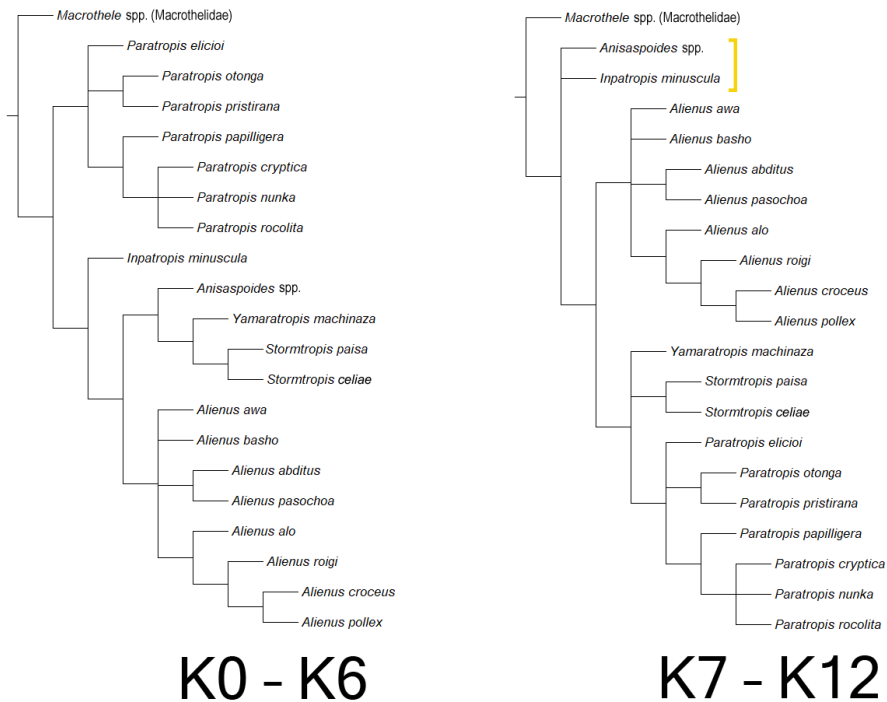 Macrothele spp. (Macrothelidae)
Paratropis elicioi
Paratropis otonga
Paratropis pristirana
Paratropis papilligera
Paratropis cryptica
Paratropis nunka
Paratropis rocolita
Inpatropis minuscula
Anisaspoides spp.
Yamaratropis machinaza
Stormtropis paisa
Stormtropis celiae
Alienus awa
Alienus basho
Alienus abditus
Alienus pasochoa
Alienus alo
Alienus roigi
Alienus croceus
Alienus pollex
K0 - K6
Macrothele spp. (Macrothelidae)
Anisaspoides spp.
Inpatropis minuscula
Alienus awa
Alienus basho
Alienus abditus
Alienus pasochoa
Alienus alo
Alienus roigi
Alienus croceus
Alienus pollex
Yamaratropis machinaza
Stormtropis paisa
Stormtropis celiae
Paratropis elicioi
Paratropis otonga
Paratropis pristirana
Paratropis papilligera
Paratropis cryptica
Paratropis nunka
Paratropis rocolita
K7 - K12